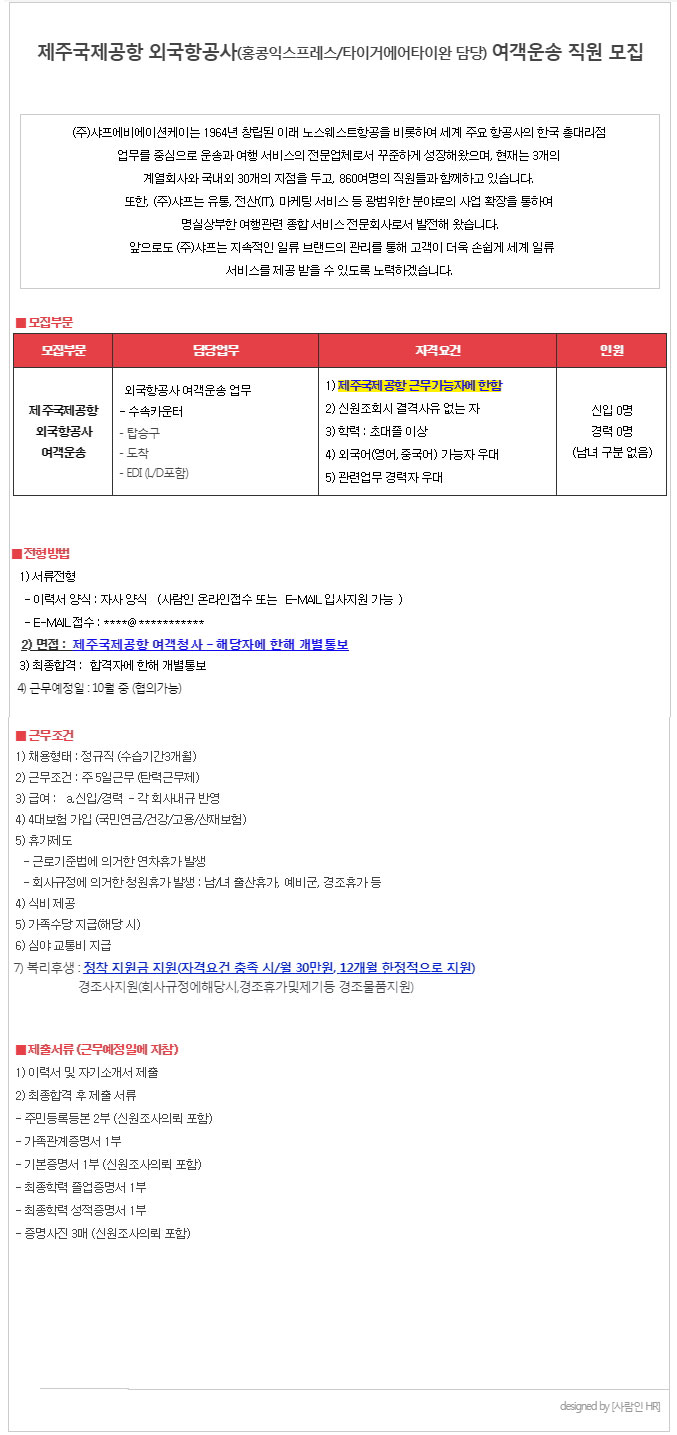 제주국제공항 외국항공사(홍콩익스프레스/타이거에어타이완 담당) 여객운송 직원 모집
(주)샤프에비에이션케이는 1964년 창립된 이래 노스웨스트항공을 비롯하여 세계 주요 항공사의 한국 총대리점
업무를 중심으로 운송과 여행 서비스의 전문업체로서 꾸준하게 성장해왔으며, 현재는 3개의
계열회사와 국내외 30개의 지점을 두고, 860여명의 직원들과 함께하고 있습니다.
또한, (주)샤프는 유통, 전산(IT), 마케팅 서비스 등 광범위한 분야로의 사업 확장을 통하여
명실상부한 여행관련 종합 서비스 전문회사로서 발전해 왔습니다.
앞으로도 (주)샤프는 지속적인 일류 브랜드의 관리를 통해 고객이 더욱 손쉽게 세계 일류
서비스를 제공 받을 수 있도록 노력하겠습니다.
■ 모집부문
모집부문 담당업무 자격요건 인원
제주국제공항
외국항공사
여객운송
외국항공사 여객운송 업무
- 수속카운터
- 탑승구
- 도착
- EDI (L/D포함)
1) 제주국제공항 근무가능자에 한함
2) 신원조회시 결격사유 없는 자
3) 학력 : 초대졸 이상
4) 외국어(영어, 중국어) 가능자 우대
5) 관련업무 경력자 우대
신입 0명
경력 0명
(남녀 구분 없음)
■ 전형방법
1) 서류전형
- 이력서 양식 : 자사 양식 (사람인 온라인접수 또는 E-MAIL 입사지원 가능 )
- E-MAIL 접수 : ****@***********
2) 면접 : 제주국제공항 여객청사 - 해당자에 한해 개별통보
3) 최종합격 : 합격자에 한해 개별통보
4) 근무예정일 : 10월 중 (협의가능)
■ 근무조건
1) 채용형태 : 정규직 (수습기간3개월)
2) 근무조건 : 주 5일근무 (탄력근무제)
3) 급여 : a.신입/경력 - 각 회사내규 반영
4) 4대보험 가입 (국민연금/건강/고용/산재보험)
5) 휴가제도
- 근로기준법에 의거한 연차휴가 발생
- 회사규정에 의거한 청원휴가 발생 : 남/녀 출산휴가, 예비군, 경조휴가 등
4) 식비 제공
5) 가족수당 지급(해당 시)
6) 심야 교통비 지급
7) 복리후생 : 정착 지원금 지원(자격요건 충족 시/월 30만원, 12개월 한정적으로 지원)
경조사지원(회사규정에해당시,경조휴가및제기등 경조물품지원)
■ 제출서류 (근무예정일에 지참)
1) 이력서 및 자기소개서 제출
2) 최종합격 후 제출 서류
- 주민등록등본 2부 (신원조사의뢰 포함)
- 가족관계증명서 1부
- 기본증명서 1부 (신원조사의뢰 포함)
- 최종학력 졸업증명서 1부
- 최종학력 성적증명서 1부
- 증명사진 3매 (신원조사의뢰 포함)
designed by [사람인 HR]